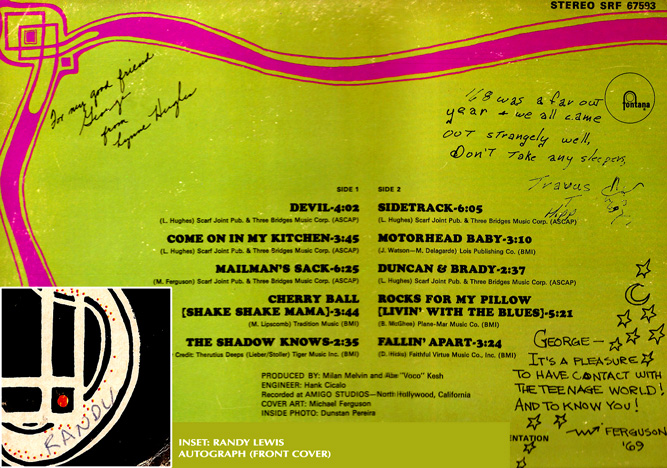 STEREO SRF 67593
For my good friend
George
from
Lynne Hughes
'68 was a far out
year + we all came
out strangely well,
Don't take any sleepers,
Travus
T
Hipp
fontana
SIDE 1
DEVIL-4:02
(L. Hughes) Scarf Joint Pub. & Three Bridges Music Corp. (ASCAP)
COME ON IN MY KITCHEN-3:45
(L. Hughes) Scarf Joint Pub. & Three Bridges Music Corp. (ASCAP)
MAILMAN'S SACK-6:25
(M. Ferguson) Scarf Joint Pub. & Three Bridges Music Corp. (ASCAP)
CHERRY BALL
[SHAKE SHAKE MAMA]-3:44
(M. Lipscomb) Tradition Music (BMI)
THE SHADOW KNOWS-2:35
Credit: Therutius Deeps (Lieber/Stoller) Tiger Music Inc. (BMI)
SIDE 2
SIDETRACK-6:05
(L. Hughes) Scarf Joint Pub. & Three Bridges Music Corp. (ASCAP)
MOTORHEAD BABY-3:10
(J. Watson—M. Delagarde) Lois Publishing Co. (BMI)
DUNCAN & BRADY-2:37
(L. Hughes) Scarf Joint Pub. & Three Bridges Music Corp. (ASCAP)
ROCKS FOR MY PILLOW
[LIVIN' WITH THE BLUES]-5:21
(B. McGhee) Plane-Mar Music Co. (BMI)
FALLIN' APART-3:24
(D. Hicks) Faithful Virtue Music Co., Inc. (BMI)
PRODUCED BY: Milan Melvin and Abe "Voco" Kesh
ENGINEER: Hank Cicalo
Recorded at AMIGO STUDIOS—North Hollywood, California
COVER ART: Michael Ferguson
INSIDE PHOTO: Dunstan Pereira
GEORGE—
IT'S A PLEASURE
TO HAVE CONTACT WITH
THE TEENAGE WORLD!
AND TO KNOW YOU!
FERGUSON
'69
NTATION
RANDY
INSET: RANDY LEWIS
AUTOGRAPH (FRONT COVER)